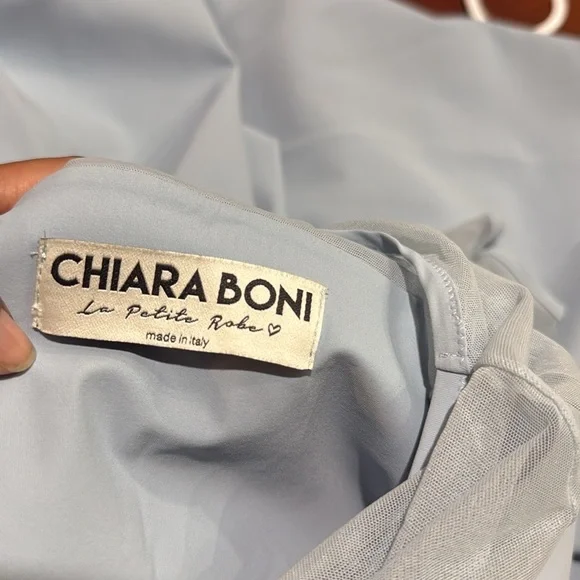 CHIARA BONI
La Petite Robe ♡
made in italy